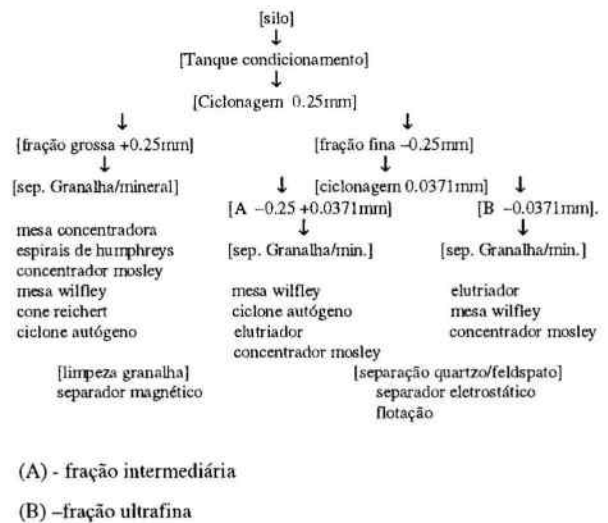 [silo]
↓
[Tanque condicionamento]
↓
[Ciclonagem 0.25mm]
↓ ↓
[fração grossa +0.25mm] [fração fina –0.25mm]
↓ ↓
[sep. Granalha/mineral] ↓ [ciclonagem 0.0371mm] ↓
[A –0.25 +0.0371mm] [B –0.0371mm].
↓ ↓
[sep. Granalha/min.] [sep. Granalha/min.]
mesa concentradora
espirais de humphreys
concentrador mosley
mesa wilfley
cone reichert
ciclone autógeno
mesa wilfley
ciclone autógeno
elutriador
concentrador mosley
elutriador
mesa wilfley
concentrador mosley
[limpeza granalha]
separador magnético
[separação quartzo/feldspato]
separador eletrostático
flotação
(A) - fração intermediária
(B) –fração ultrafina